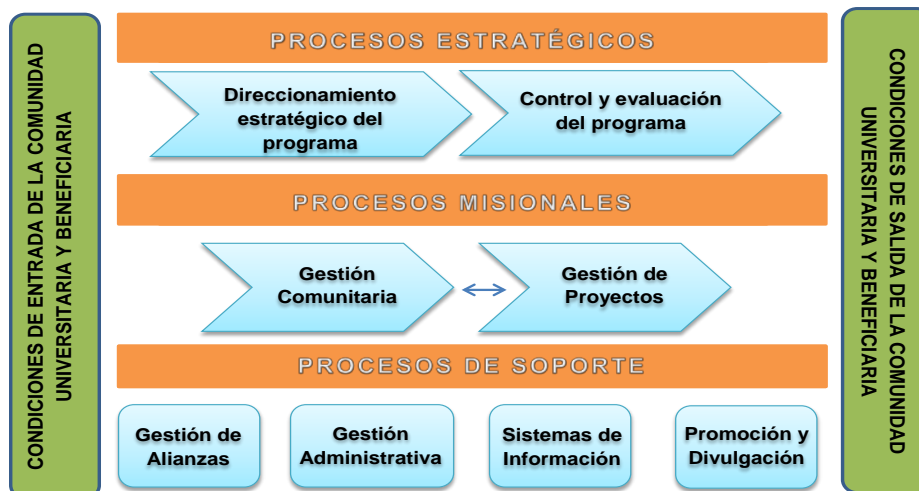 CONDICIONES DE ENTRADA DE LA COMUNIDAD
UNIVERSITARIA Y BENEFICIARIA
PROCESOS ESTRATÉGICOS
Direccionamiento
estratégico del
programa
Control y evaluación
del programa
PROCESOS MISIONALES
Gestión
Comunitaria
Gestión de
Proyectos
PROCESOS DE SOPORTE
Gestión de
Alianzas
Gestión
Administrativa
Sistemas de
Información
Promoción y
Divulgación
CONDICIONES DE SALIDA DE LA COMUNIDAD
UNIVERSITARIA Y BENEFICIARIA